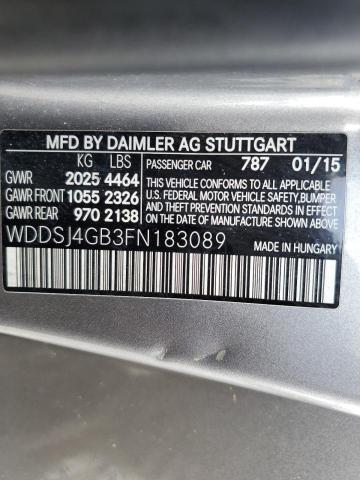 MFD BY DAIMLER AG STUTTGART
KG LBS PASSENGER CAR 787 01/15
GVWR 2025 4464
GAWR FRONT 1055 2326
GAWR REAR 970 2138
THIS VEHICLE CONFORMS TO ALL APPLICABLE
U.S. FEDERAL MOTOR VEHICLE SAFETY, BUMPER
AND THEFT PREVENTION STANDARDS IN EFFECT
ON THE DATE OF MANUFACTURE SHOWN ABOVE.
WDDSJ4GB3FN183089
MADE IN HUNGARY